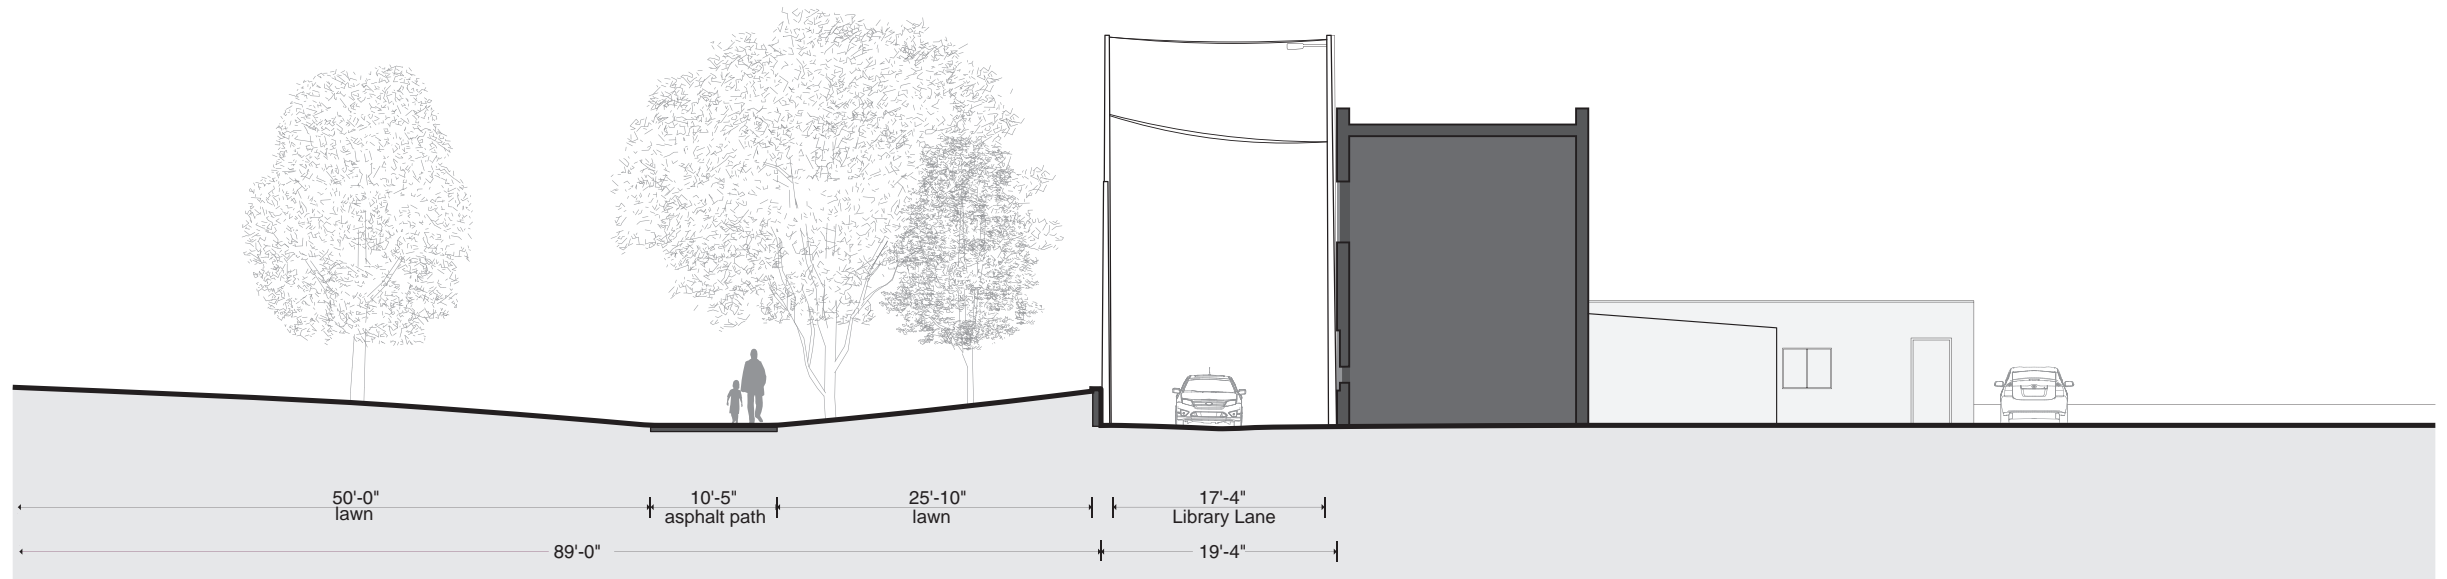 50'-0"
lawn
10'-5"
asphalt path
25'-10"
lawn
17'-4"
Library Lane
89'-0"
19'-4"